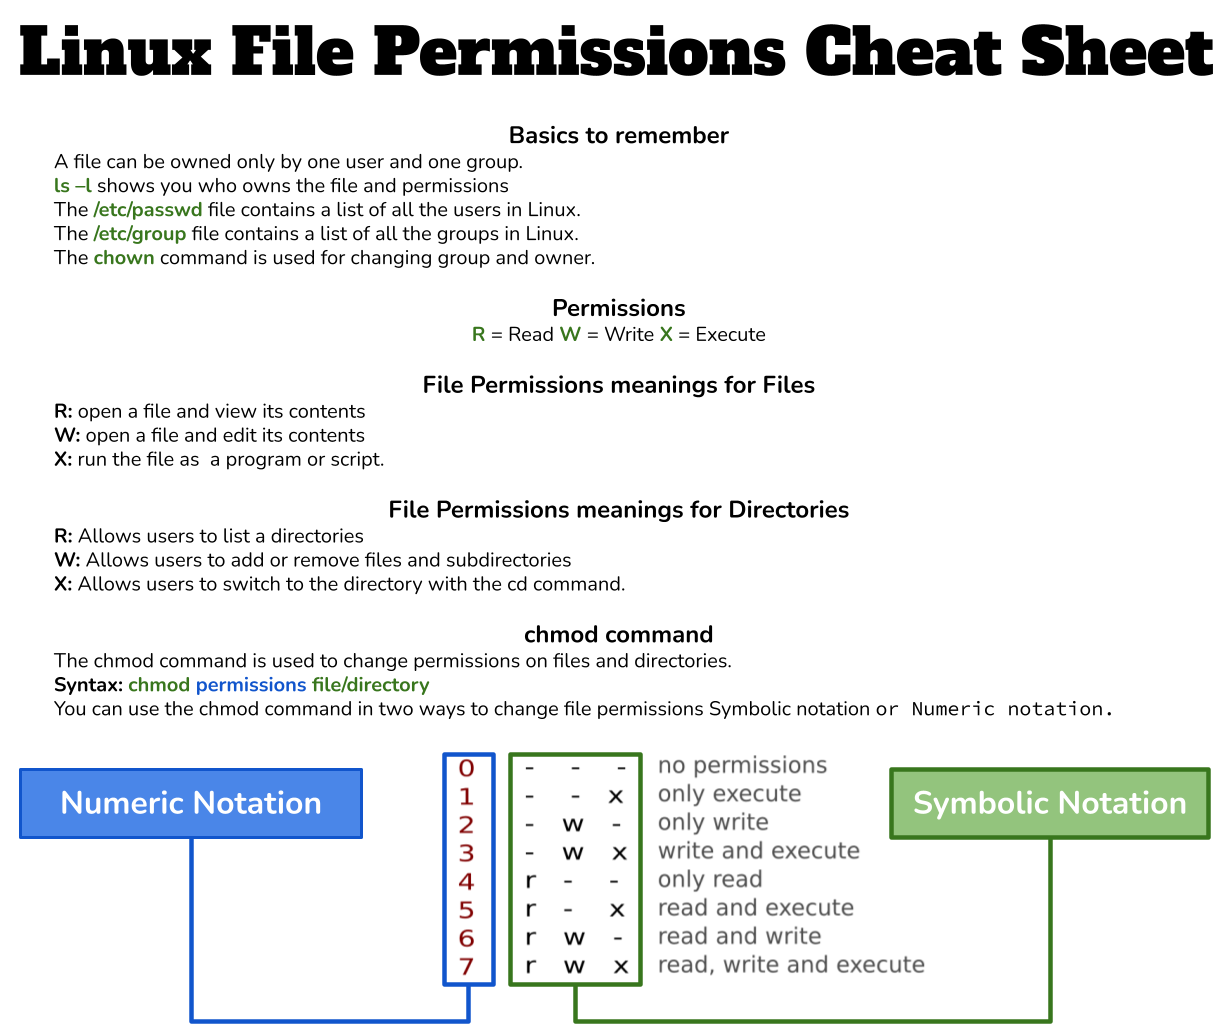 Linux File Permissions Cheat Sheet
Basics to remember
A file can be owned only by one user and one group.
ls –l shows you who owns the file and permissions
The /etc/passwd file contains a list of all the users in Linux.
The /etc/group file contains a list of all the groups in Linux.
The chown command is used for changing group and owner.
Permissions
R = Read W = Write X = Execute
File Permissions meanings for Files
R: open a file and view its contents
W: open a file and edit its contents
X: run the file as  a program or script.
File Permissions meanings for Directories
R: Allows users to list a directories
W: Allows users to add or remove files and subdirectories
X: Allows users to switch to the directory with the cd command.
chmod command
The chmod command is used to change permissions on files and directories.
Syntax: chmod permissions file/directory
You can use the chmod command in two ways to change file permissions Symbolic notation or Numeric notation.
Numeric Notation
0 - - - no permissions
1 - - x only execute
2 - w - only write
3 - w x write and execute
4 r - - only read
5 r - x read and execute
6 r w - read and write
7 r w x read, write and execute
Symbolic Notation